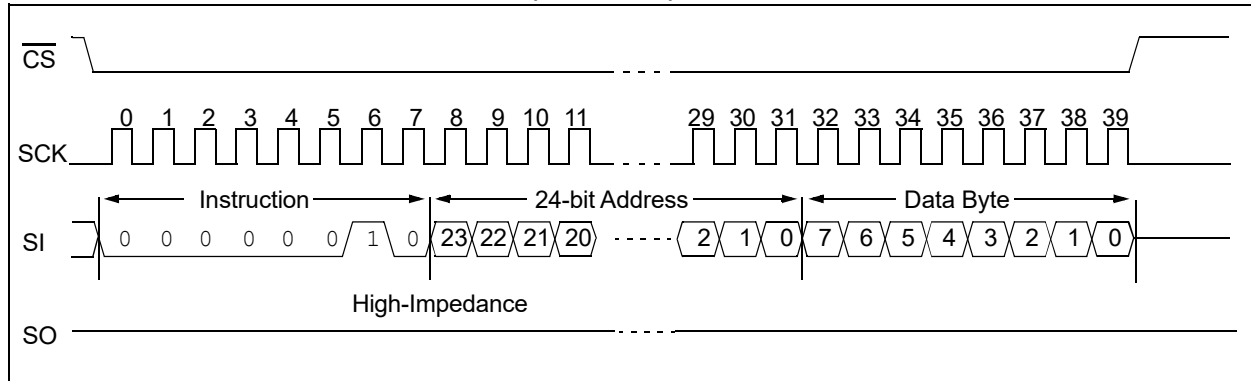 CS
0 1 2 3 4 5 6 7 8 9 10 11 29 30 31 32 33 34 35 36 37 38 39
SCK
Instruction 24-bit Address Data Byte
SI 0 0 0 0 0 0 1 0 23 22 21 20 2 1 0 7 6 5 4 3 2 1 0
High-Impedance
SO